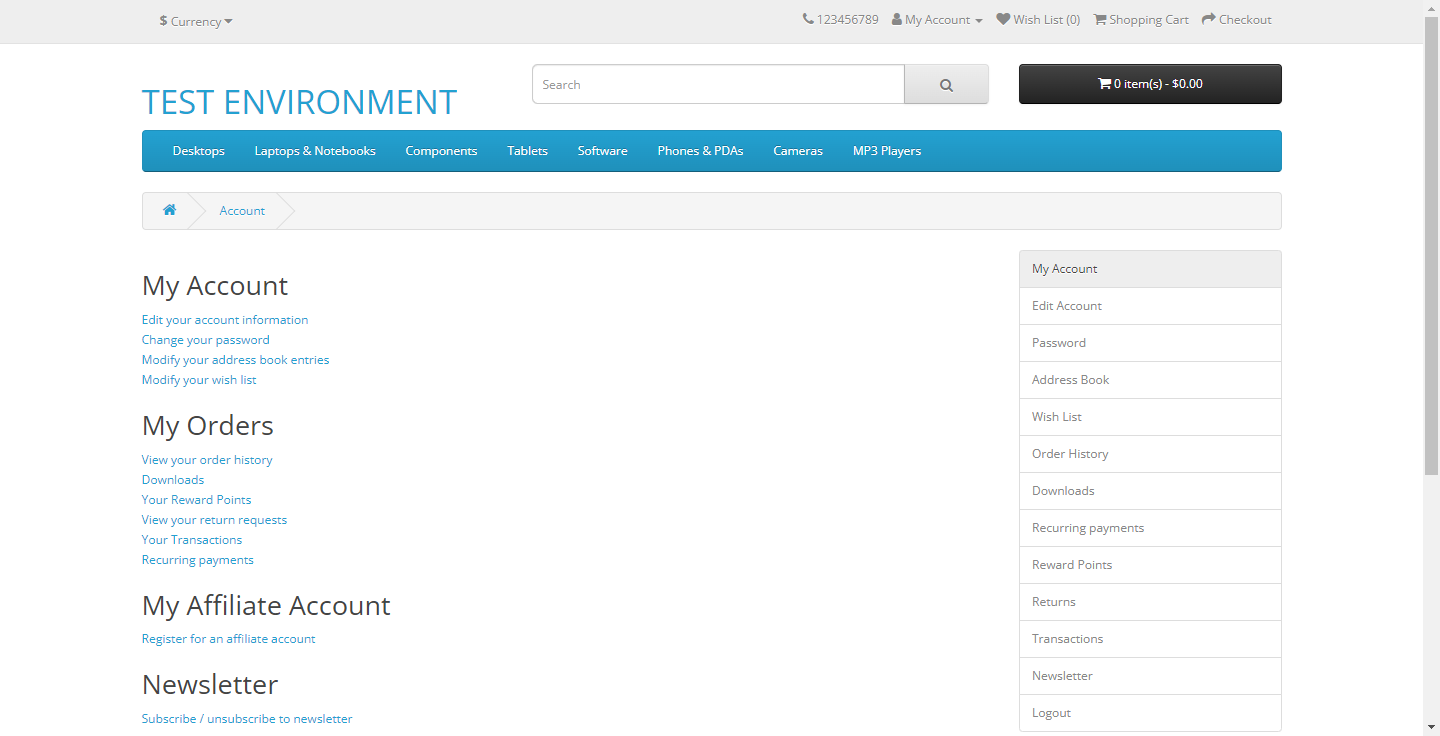 $ Currency
123456789 My Account Wish List (0) Shopping Cart Checkout
TEST ENVIRONMENT
Search
0 item(s) - $0.00
Desktops Laptops & Notebooks Components Tablets Software Phones & PDAs Cameras MP3 Players
Account
My Account
Edit your account information
Change your password
Modify your address book entries
Modify your wish list
My Orders
View your order history
Downloads
Your Reward Points
View your return requests
Your Transactions
Recurring payments
My Affiliate Account
Register for an affiliate account
Newsletter
Subscribe / unsubscribe to newsletter
My Account
Edit Account
Password
Address Book
Wish List
Order History
Downloads
Recurring payments
Reward Points
Returns
Transactions
Newsletter
Logout